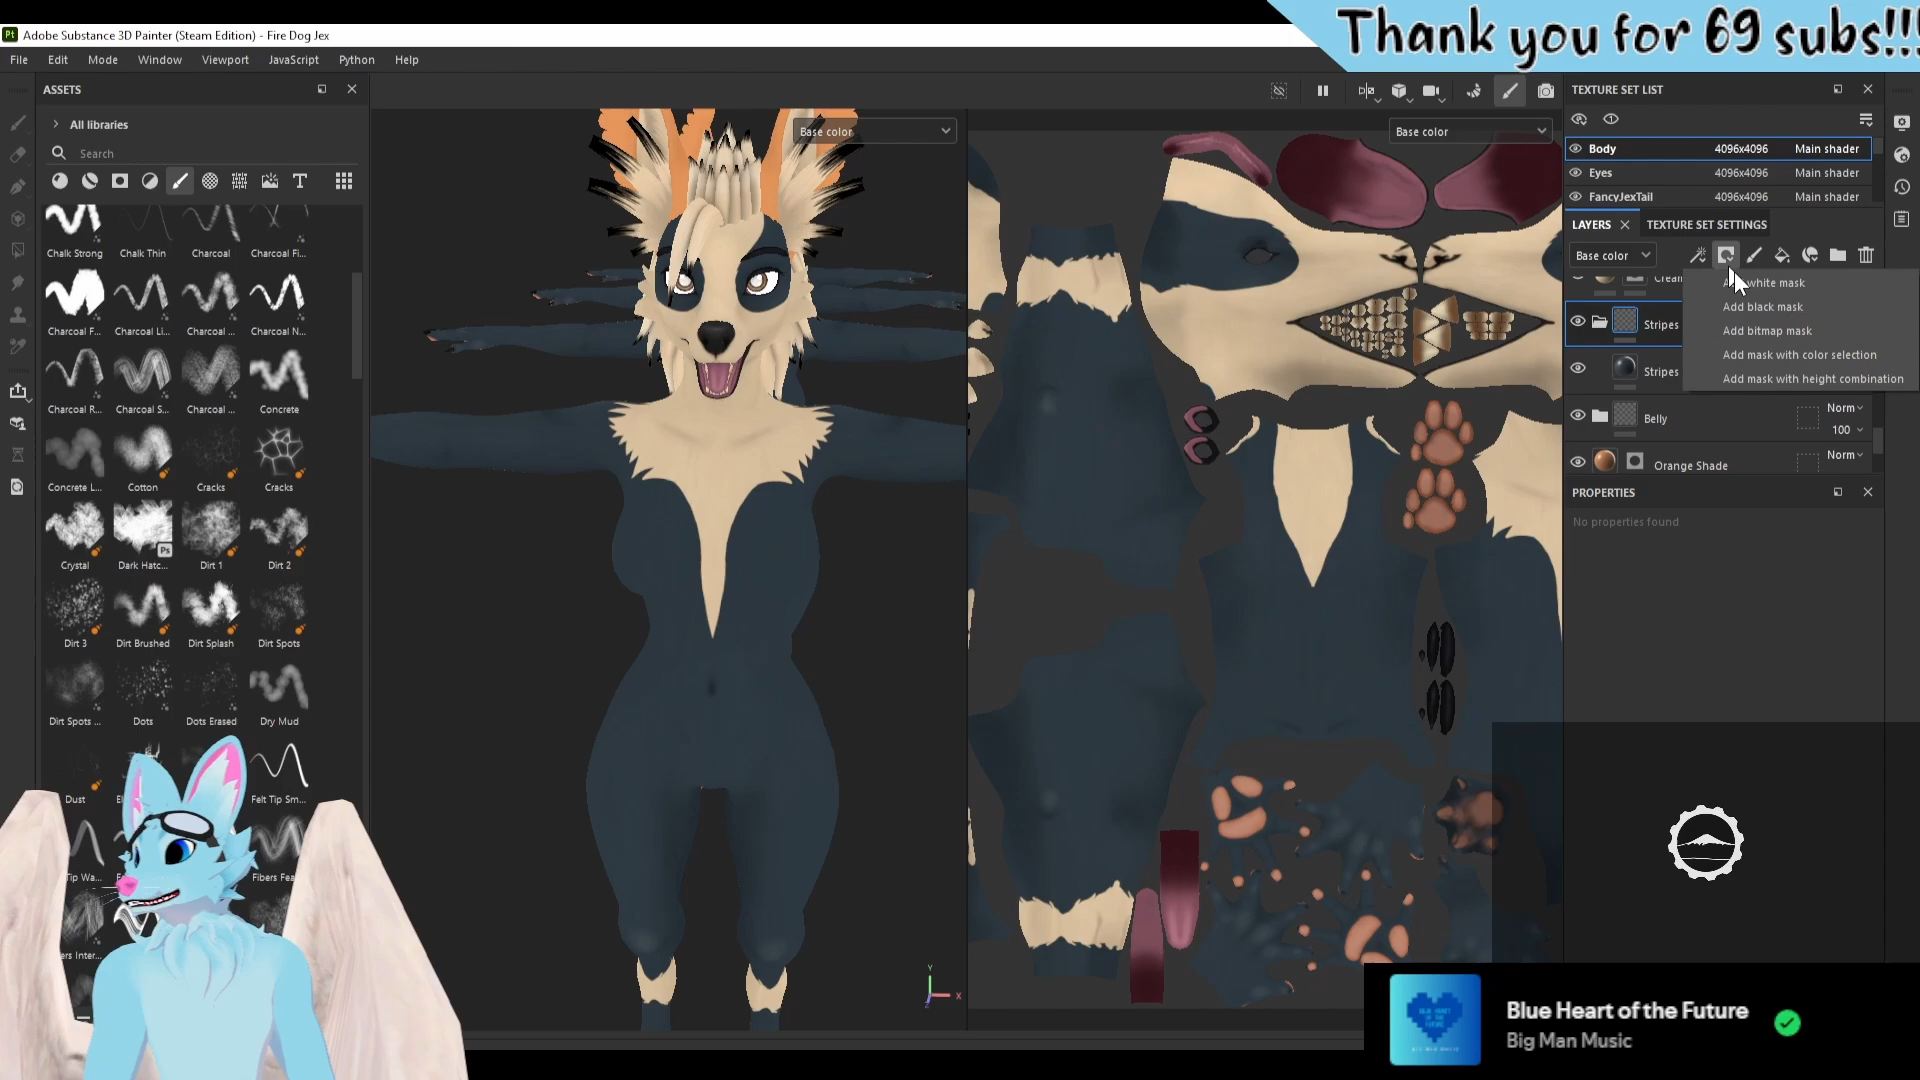 Thank you for 69 subs!!!
Adobe Substance 3D Painter (Steam Edition) - Fire Dog Jex
File Edit Mode Window Viewport JavaScript Python Help
ASSETS
All libraries
Search
Chalk Strong
Chalk Thin
Charcoal
Charcoal Fi...
Charcoal F...
Charcoal Li...
Charcoal ...
Charcoal N...
Charcoal R...
Charcoal S...
Charcoal ...
Concrete
Concrete L...
Cotton
Cracks
Cracks
Crystal
Dark Hatc...
Dirt 1
Dirt 2
Dirt 3
Dirt Brushed
Dirt Splash
Dirt Spots
Dirt Spots ...
Dots
Dots Erased
Dry Mud
Dust
Felt Tip Sm...
Tip Wa...
Fibers Fea...
ers Inter...
Ps
Base color
Base color
Y
X
TEXTURE SET LIST
Body 4096x4096 Main shader
Eyes 4096x4096 Main shader
FancyJexTail 4096x4096 Main shader
LAYERS
TEXTURE SET SETTINGS
Base color
Cream
white mask
Add black mask
Add bitmap mask
Add mask with color selection
Add mask with height combination
Stripes
Stripes
Belly
Norm
100
Orange Shade
Norm
PROPERTIES
No properties found
Blue Heart of the Future
Big Man Music